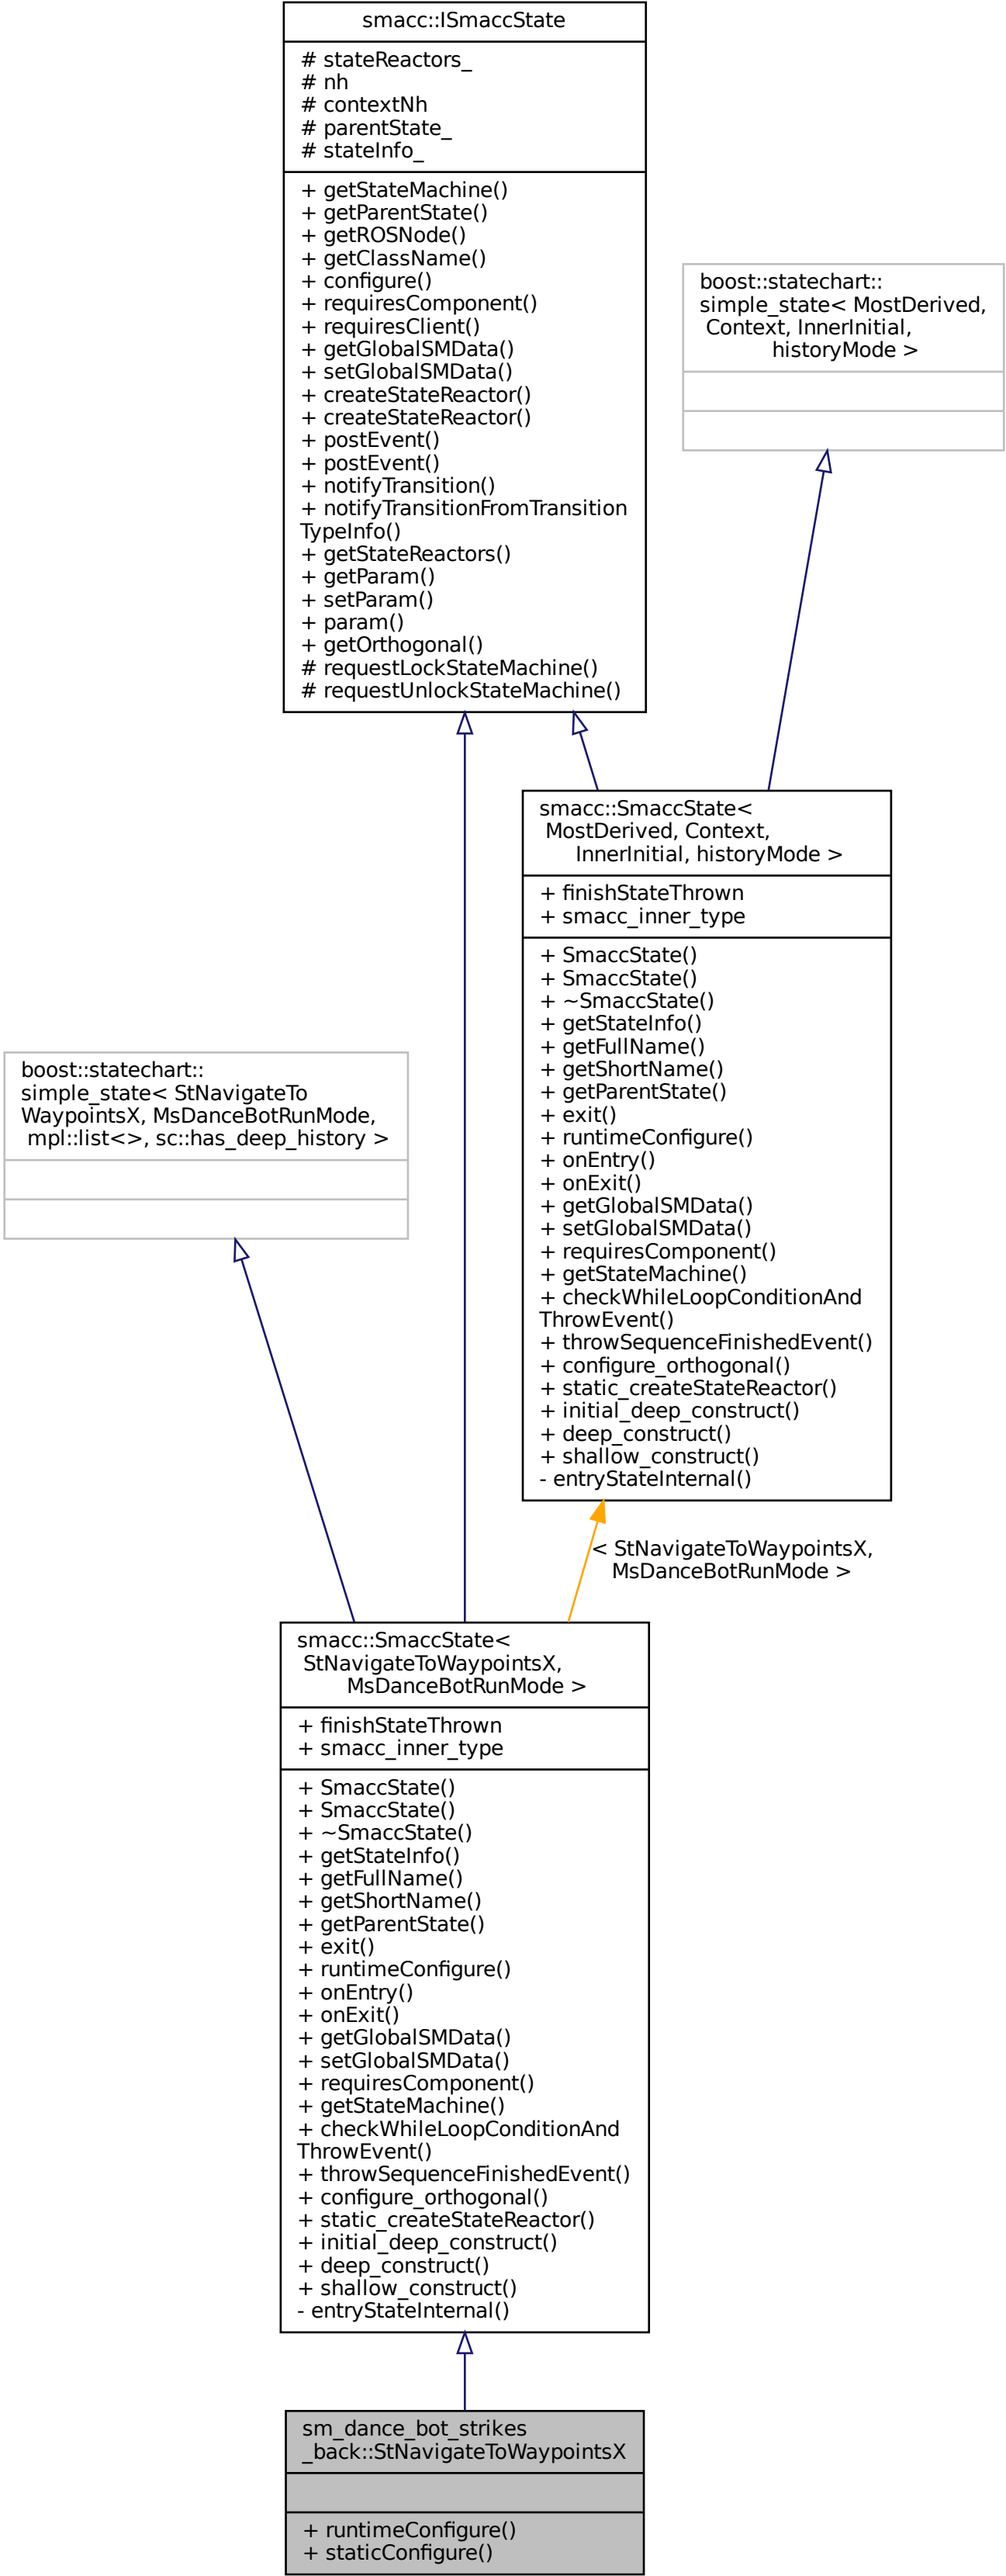 smacc::ISmaccState
# stateReactors_
# nh
# contextNh
# parentState_
# stateInfo_
+ getStateMachine()
+ getParentState()
+ getROSNode()
+ getClassName()
+ configure()
+ requiresComponent()
+ requiresClient()
+ getGlobalSMData()
+ setGlobalSMData()
+ createStateReactor()
+ createStateReactor()
+ postEvent()
+ postEvent()
+ notifyTransition()
+ notifyTransitionFromTransition
TypeInfo()
+ getStateReactors()
+ getParam()
+ setParam()
+ param()
+ getOrthogonal()
# requestLockStateMachine()
# requestUnlockStateMachine()
boost::statechart::
simple_state< MostDerived,
Context, InnerInitial,
historyMode >
smacc::SmaccState<
MostDerived, Context,
InnerInitial, historyMode >
+ finishStateThrown
+ smacc_inner_type
+ SmaccState()
+ SmaccState()
+ ~SmaccState()
+ getStateInfo()
+ getFullName()
+ getShortName()
+ getParentState()
+ exit()
+ runtimeConfigure()
+ onEntry()
+ onExit()
+ getGlobalSMData()
+ setGlobalSMData()
+ requiresComponent()
+ getStateMachine()
+ checkWhileLoopConditionAnd
ThrowEvent()
+ throwSequenceFinishedEvent()
+ configure_orthogonal()
+ static_createStateReactor()
+ initial_deep_construct()
+ deep_construct()
+ shallow_construct()
- entryStateInternal()
boost::statechart::
simple_state< StNavigateTo
WaypointsX, MsDanceBotRunMode,
mpl::list<>, sc::has_deep_history >
< StNavigateToWaypointsX,
MsDanceBotRunMode >
smacc::SmaccState<
StNavigateToWaypointsX,
MsDanceBotRunMode >
+ finishStateThrown
+ smacc_inner_type
+ SmaccState()
+ SmaccState()
+ ~SmaccState()
+ getStateInfo()
+ getFullName()
+ getShortName()
+ getParentState()
+ exit()
+ runtimeConfigure()
+ onEntry()
+ onExit()
+ getGlobalSMData()
+ setGlobalSMData()
+ requiresComponent()
+ getStateMachine()
+ checkWhileLoopConditionAnd
ThrowEvent()
+ throwSequenceFinishedEvent()
+ configure_orthogonal()
+ static_createStateReactor()
+ initial_deep_construct()
+ deep_construct()
+ shallow_construct()
- entryStateInternal()
sm_dance_bot_strikes
_back::StNavigateToWaypointsX
+ runtimeConfigure()
+ staticConfigure()